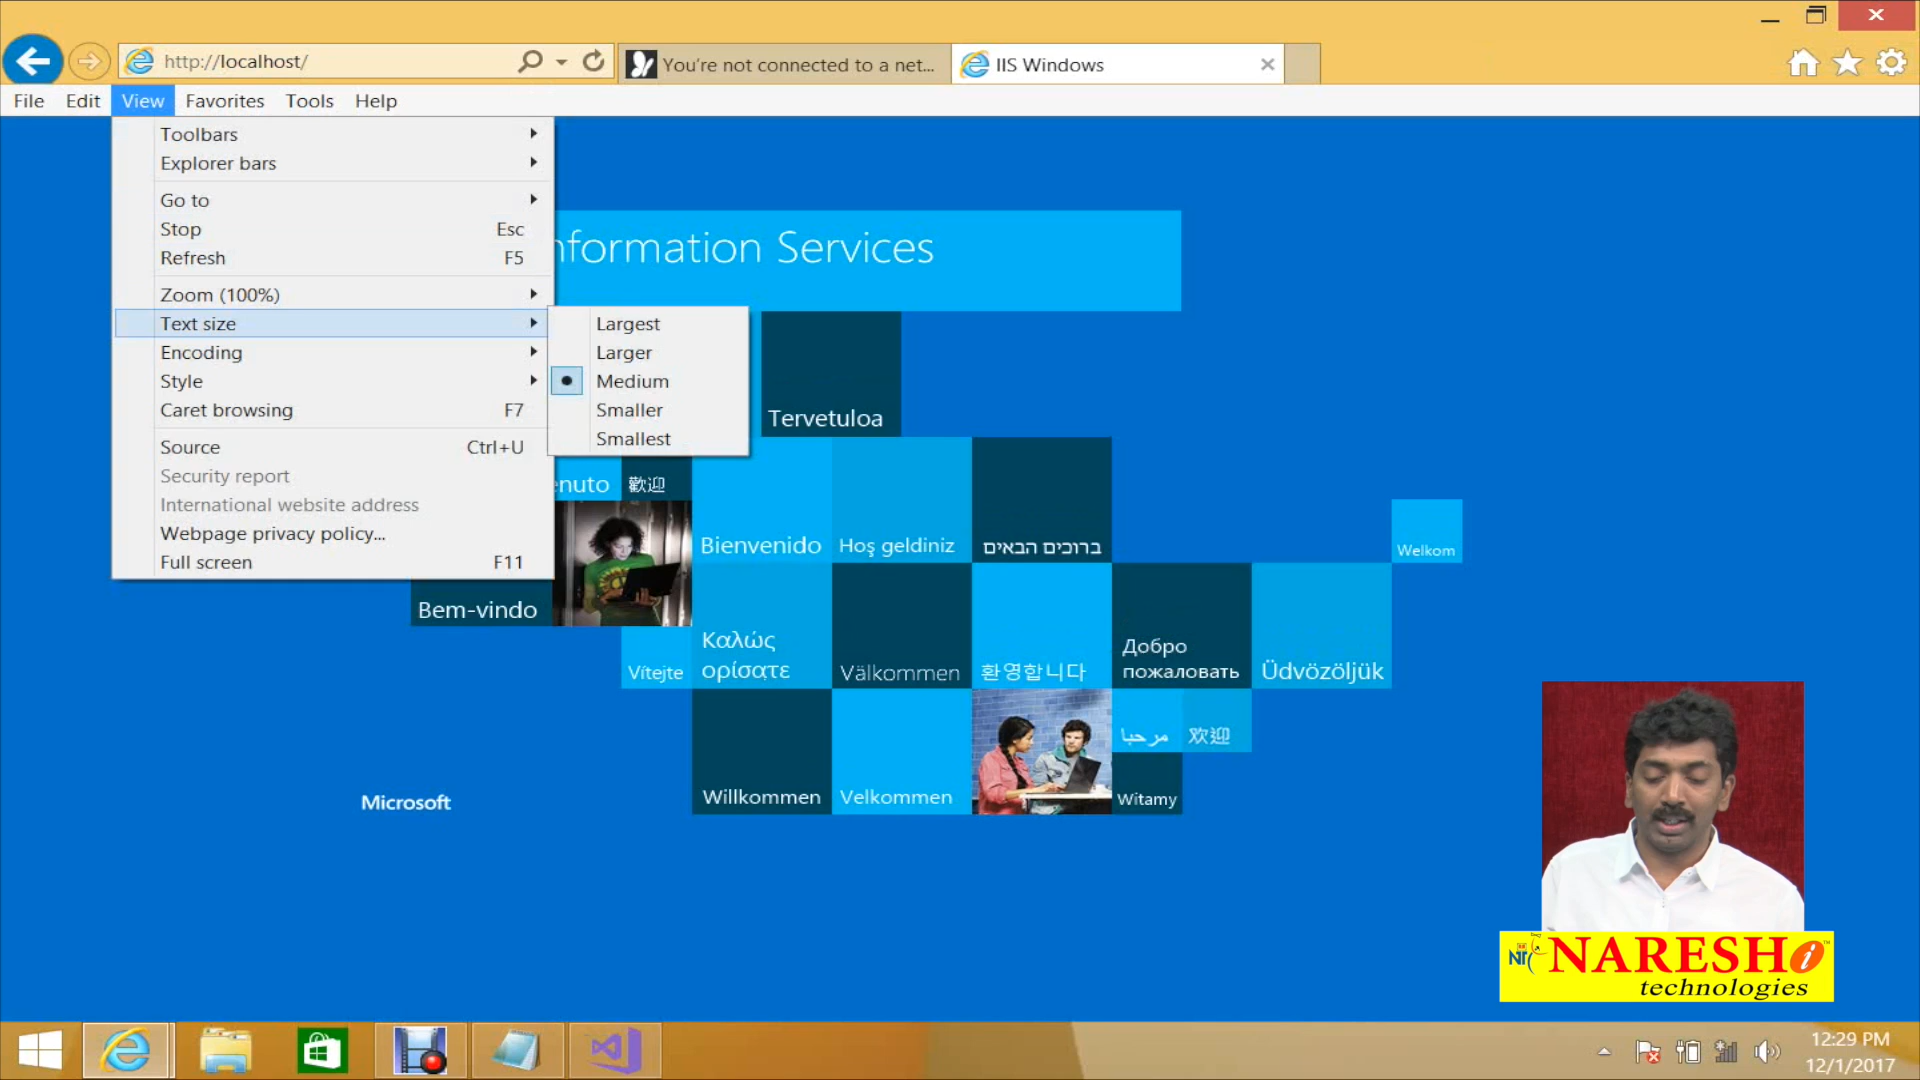 http://localhost/
You're not connected to a net...
IIS Windows
File Edit View Favorites Tools Help
Toolbars
Explorer bars
Go to
Stop Esc
Refresh F5
Zoom (100%)
Text size
Encoding
Style
Caret browsing F7
Source Ctrl+U
Security report
International website address
Webpage privacy policy...
Full screen F11
Largest
Larger
Medium
Smaller
Smallest
nformation Services
Tervetuloa
enuto
歡迎
Bienvenido
Hoş geldiniz
ברוכים הבאים
Welkom
Bem-vindo
Vítejte
Καλώς
ορίσατε
Välkommen
환영합니다
Добро
пожаловать
Üdvözöljük
Microsoft
Willkommen
Velkommen
مرحبا
欢迎
Witamy
NARESH i
technologies
12:29 PM
12/1/2017